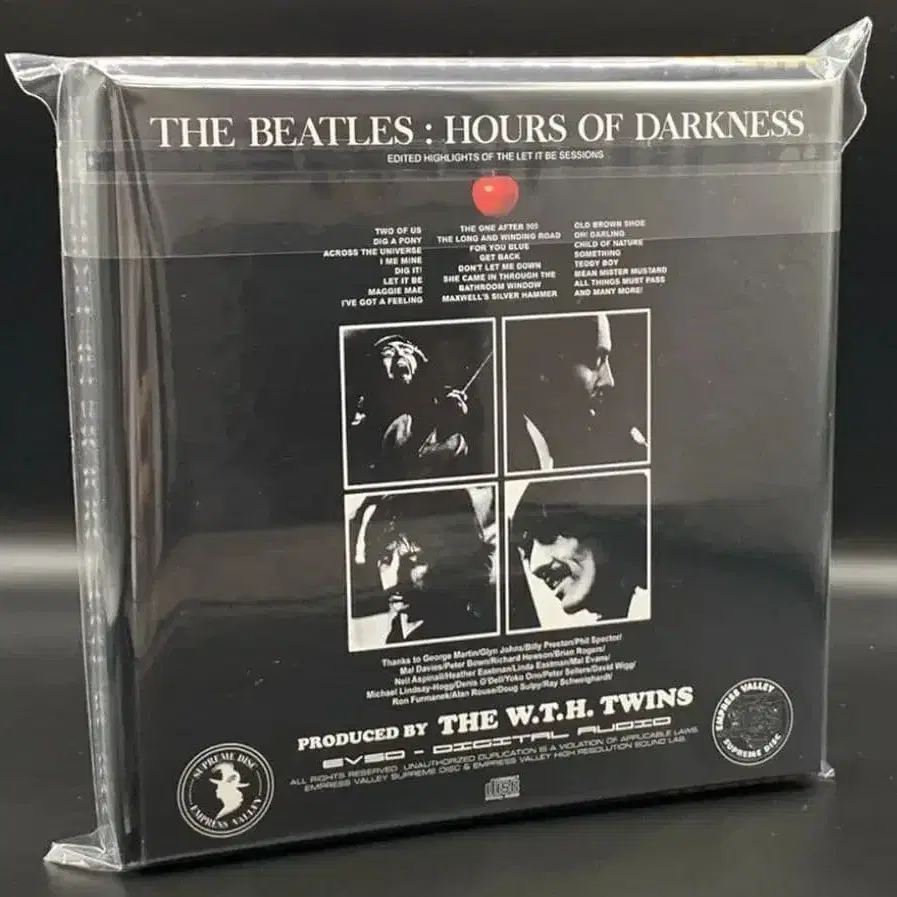 THE BEATLES : HOURS OF DARKNESS
EDITED HIGHLIGHTS OF THE LET IT BE SESSIONS
TWO OF US
DIG A PONY
ACROSS THE UNIVERSE
I ME MINE
DIG IT!
LET IT BE
MAGGIE MAE
I'VE GOT A FEELING
THE ONE AFTER 909
THE LONG AND WINDING ROAD
FOR YOU BLUE
GET BACK
DON'T LET ME DOWN
SHE CAME IN THROUGH THE
BATHROOM WINDOW
MAXWELL'S SILVER HAMMER
OLD BROWN SHOE
OH! DARLING
CHILD OF NATURE
SOMETHING
TEDDY BOY
MEAN MISTER MUSTARD
ALL THINGS MUST PASS
AND MANY MORE!
Thanks to George Martin/Glyn Johns/Billy Preston/Phil Spector/
Mal Davies/Peter Bown/Richard Hewson/Brian Rogers/
Neil Aspinall/Heather Eastman/Linda Eastman/Mal Evans/
Michael Lindsay-Hogg/Denis O'Dell/Yoko Ono/Peter Sellers/David Wigg/
Ron Furmanek/Alan Rouse/Doug Sulpy/Ray Schweighardt/
PRODUCED BY THE W.T.H. TWINS
EVSD - DIGITAL AUDIO
ALL RIGHTS RESERVED. UNAUTHORIZED DUPLICATION IS A VIOLATION OF APPLICABLE LAWS.
EMPRESS VALLEY SUPREME DISC & EMPRESS VALLEY HIGH RESOLUTION SOUND LAB.
SUPREME DISC
EMPRESS VALLEY
EMPRESS VALLEY
SUPREME DISC
COMPACT
disc
DIGITAL AUDIO